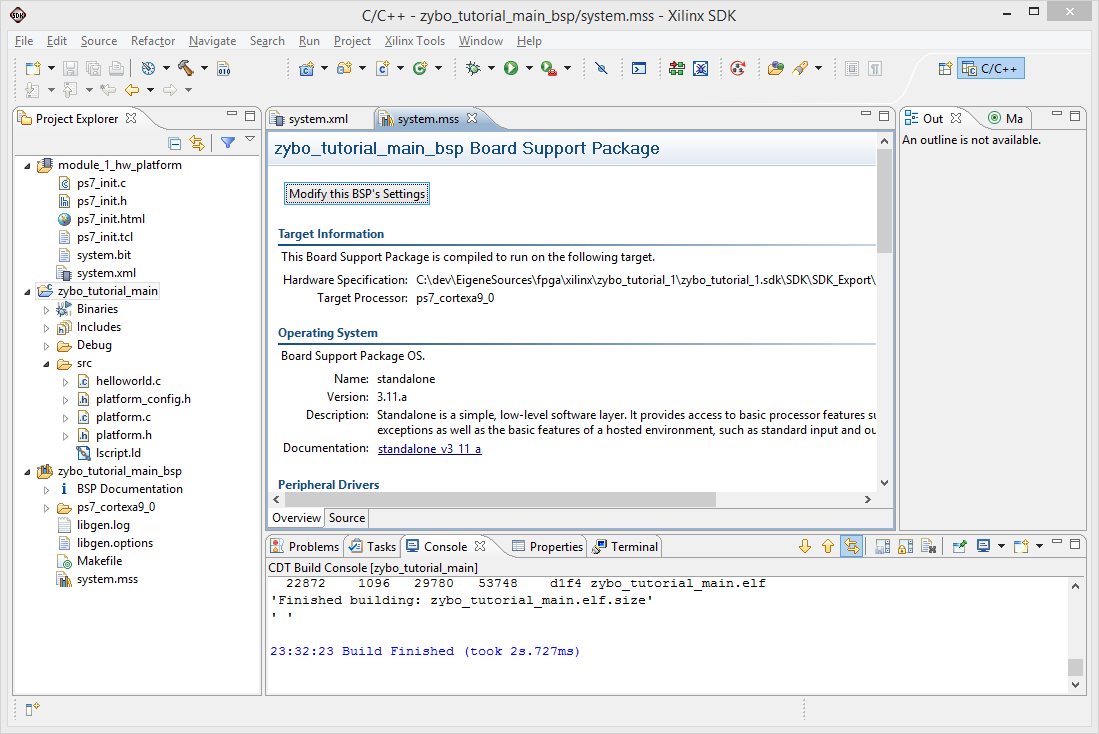 C/C++ - zybo_tutorial_main_bsp/system.mss - Xilinx SDK
File Edit Source Refactor Navigate Search Run Project Xilinx Tools Window Help
010
C/C++
Project Explorer
module_1_hw_platform
ps7_init.c
ps7_init.h
ps7_init.html
ps7_init.tcl
system.bit
system.xml
zybo_tutorial_main
Binaries
Includes
Debug
src
helloworld.c
platform_config.h
platform.c
platform.h
lscript.ld
zybo_tutorial_main_bsp
BSP Documentation
ps7_cortexa9_0
libgen.log
libgen.options
Makefile
system.mss
system.xml system.mss
zybo_tutorial_main_bsp Board Support Package
Modify this BSP's Settings
Target Information
This Board Support Package is compiled to run on the following target.
Hardware Specification: C:\dev\EigeneSources\fpga\xilinx\zybo_tutorial_1\zybo_tutorial_1.sdk\SDK\SDK_Export\
Target Processor: ps7_cortexa9_0
Operating System
Board Support Package OS.
Name: standalone
Version: 3.11.a
Description: Standalone is a simple, low-level software layer. It provides access to basic processor features su
exceptions as well as the basic features of a hosted environment, such as standard input and ou
Documentation: standalone_v3_11_a
Peripheral Drivers
Overview Source
Out Ma
An outline is not available.
Problems Tasks Console Properties Terminal
CDT Build Console [zybo_tutorial_main]
22872 1096 29780 53748 d1f4 zybo_tutorial_main.elf
'Finished building: zybo_tutorial_main.elf.size'
' '
23:32:23 Build Finished (took 2s.727ms)